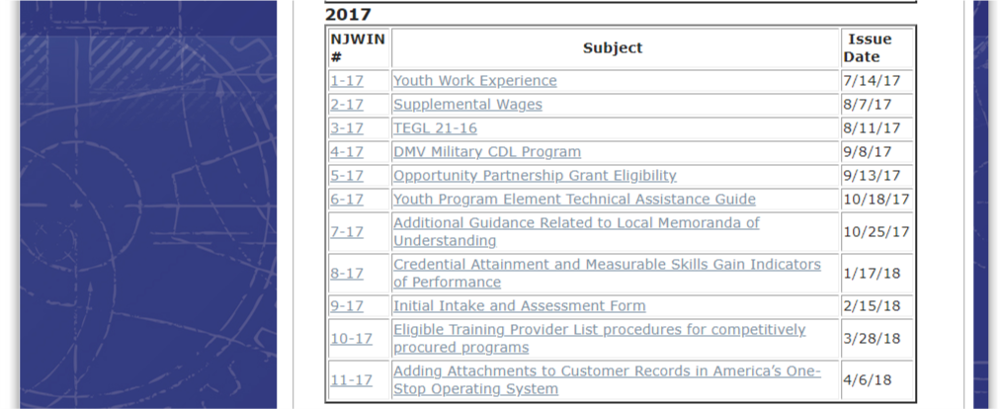 2017
NJWIN # Subject Issue Date
1-17 Youth Work Experience 7/14/17
2-17 Supplemental Wages 8/7/17
3-17 TEGL 21-16 8/11/17
4-17 DMV Military CDL Program 9/8/17
5-17 Opportunity Partnership Grant Eligibility 9/13/17
6-17 Youth Program Element Technical Assistance Guide 10/18/17
7-17 Additional Guidance Related to Local Memoranda of
Understanding 10/25/17
8-17 Credential Attainment and Measurable Skills Gain Indicators
of Performance 1/17/18
9-17 Initial Intake and Assessment Form 2/15/18
10-17 Eligible Training Provider List procedures for competitively
procured programs 3/28/18
11-17 Adding Attachments to Customer Records in America’s One-
Stop Operating System 4/6/18